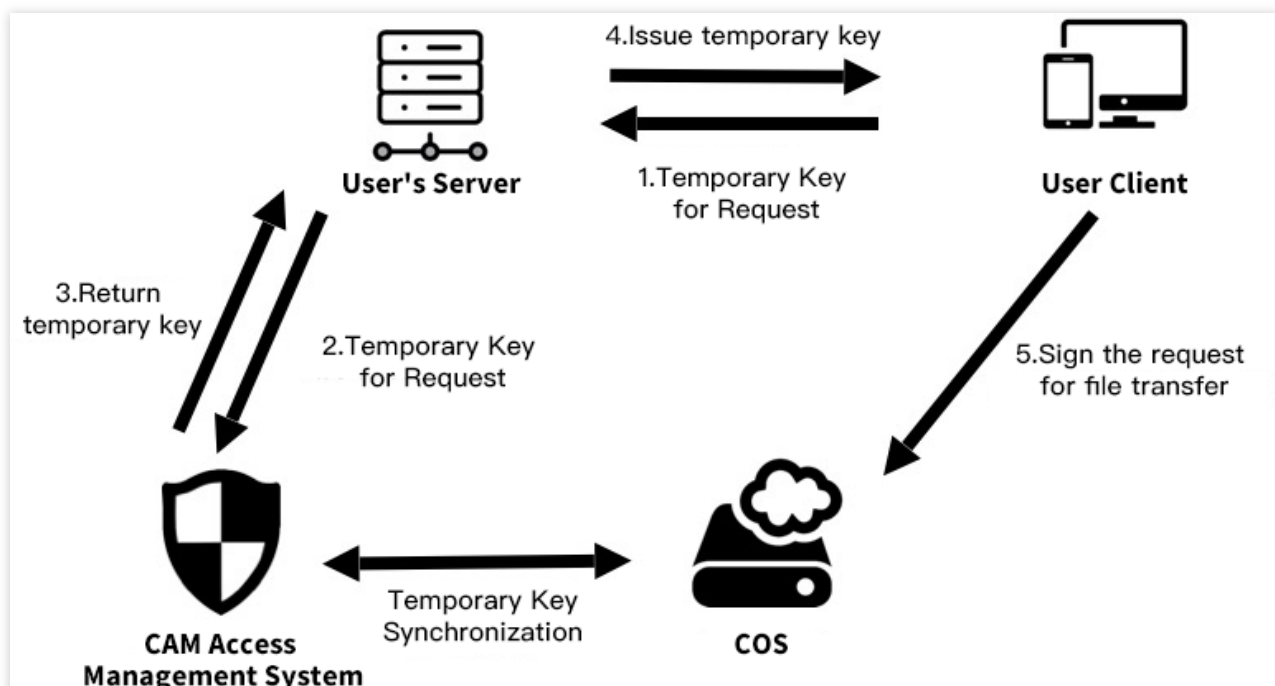 4.Issue temporary key
User's Server
1.Temporary Key
for Request
User Client
3.Return
temporary key
2.Temporary Key
for Request
5.Sign the request
for file transfer
Temporary Key
Synchronization
CAM Access
Management System
COS